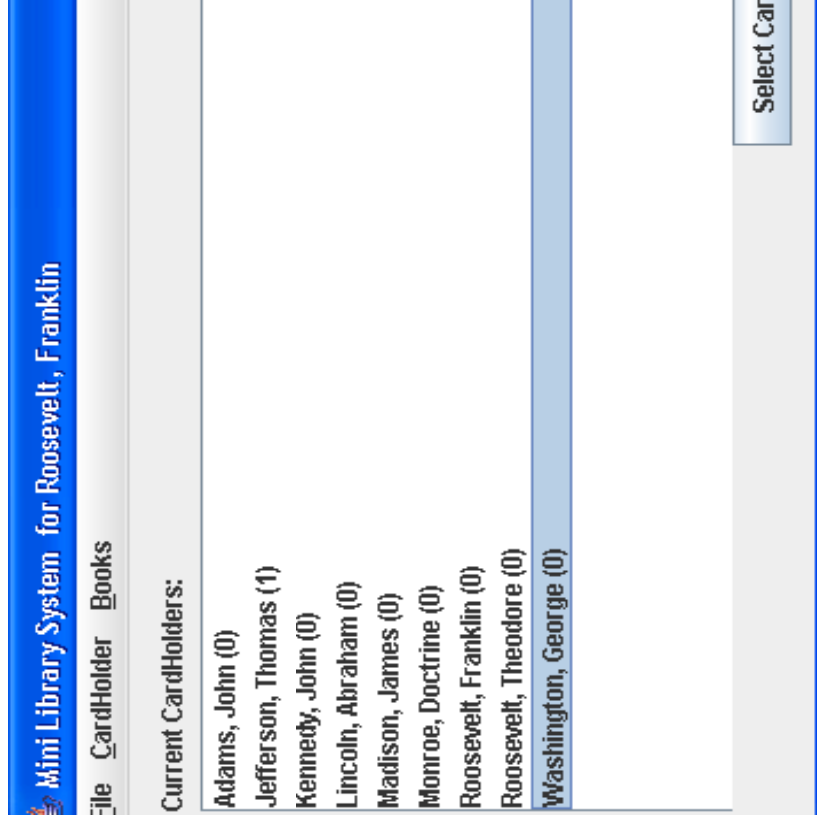 Mini Library System for Roosevelt, Franklin
File CardHolder Books
Current CardHolders:
Adams, John (0)
Jefferson, Thomas (1)
Kennedy, John (0)
Lincoln, Abraham (0)
Madison, James (0)
Monroe, Doctrine (0)
Roosevelt, Franklin (0)
Roosevelt, Theodore (0)
Washington, George (0)
Select Car